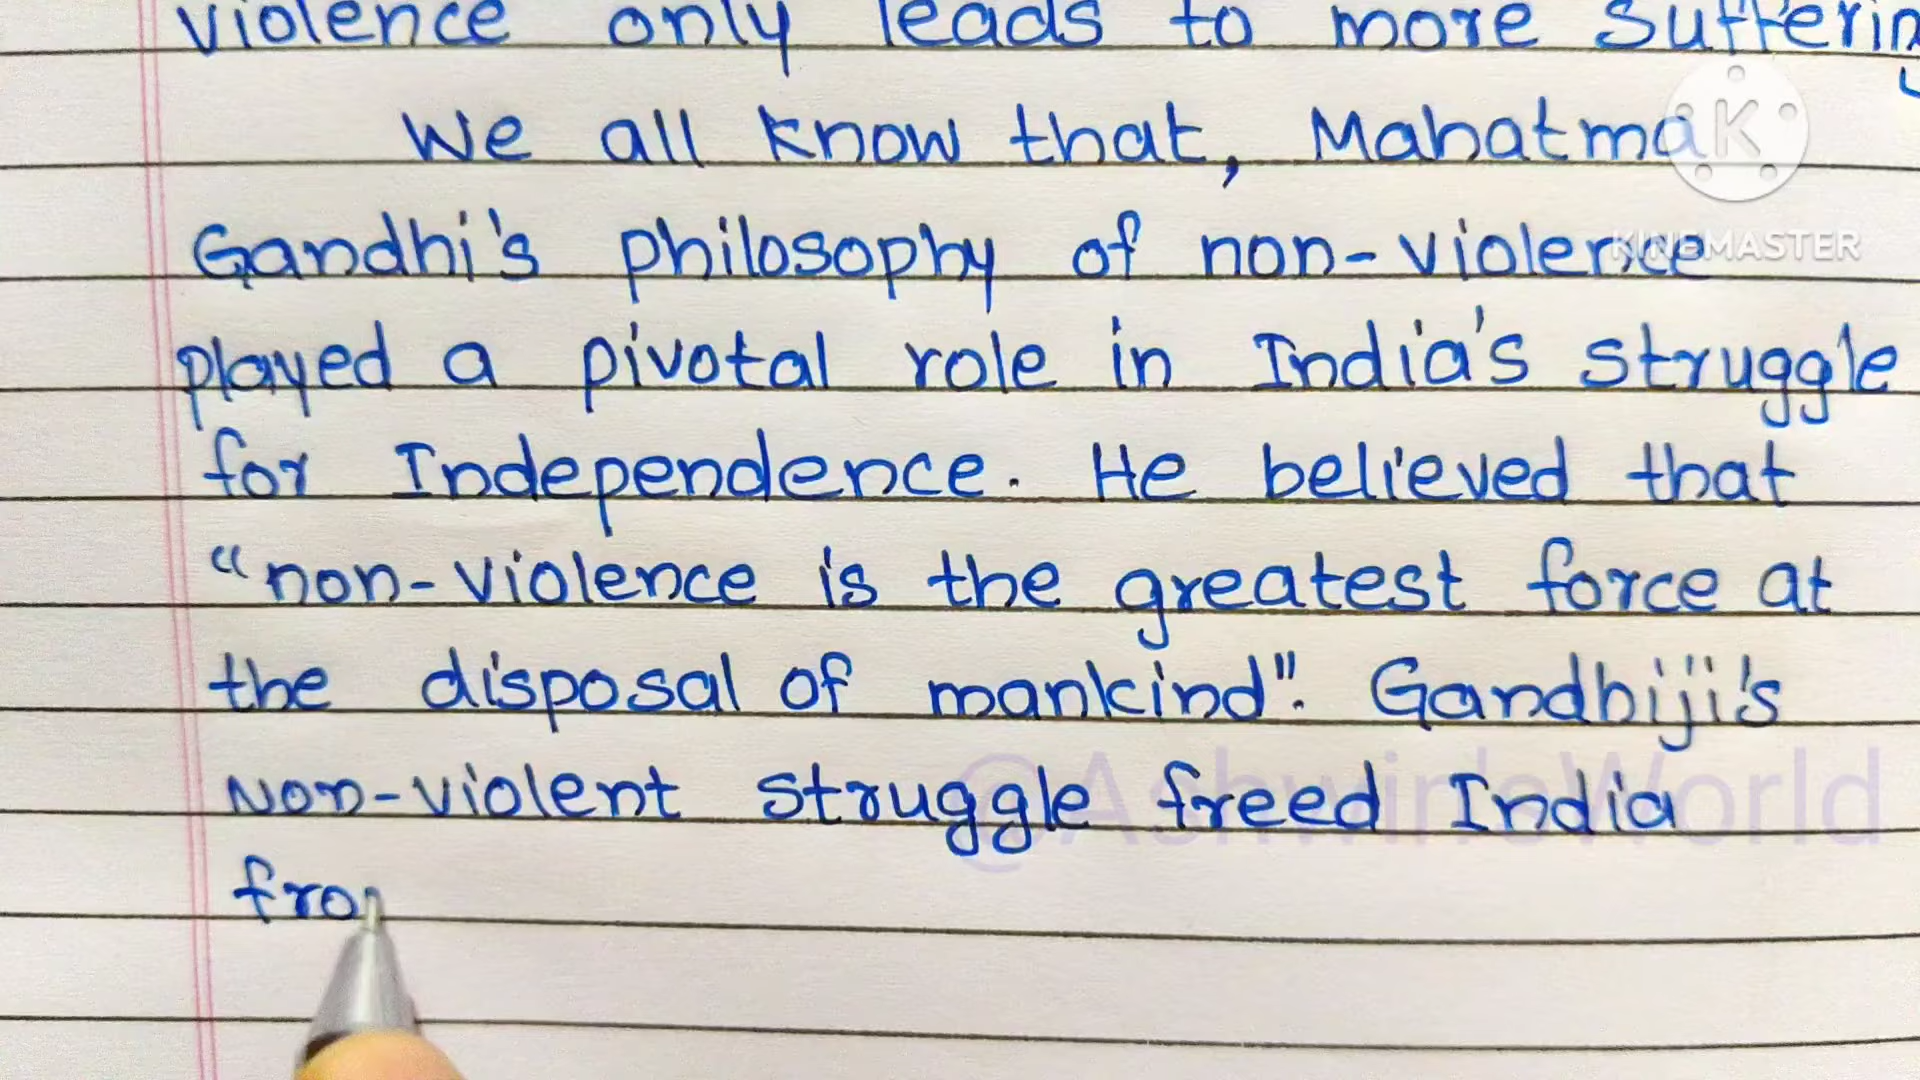 violence only leads to more Sufferin
We all know that, Mahatma
Gandhi's philosophy of non-violence
played a pivotal role in India's struggle
for Independence. He believed that
"non-violence is the greatest force at
the disposal of mankind". Gandhiji's
Non-violent struggle freed India
fro
KINEMASTER
@Ashwini'sWorld